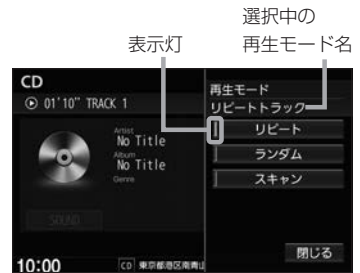 選択中の
再生モード名
表示灯
CD
01'10" TRACK 1
Artist
No Title
Album
No Title
Genre
SOUND
10:00
CD 東京都港区南青山
再生モード
リピートトラック
リピート
ランダム
スキャン
閉じる